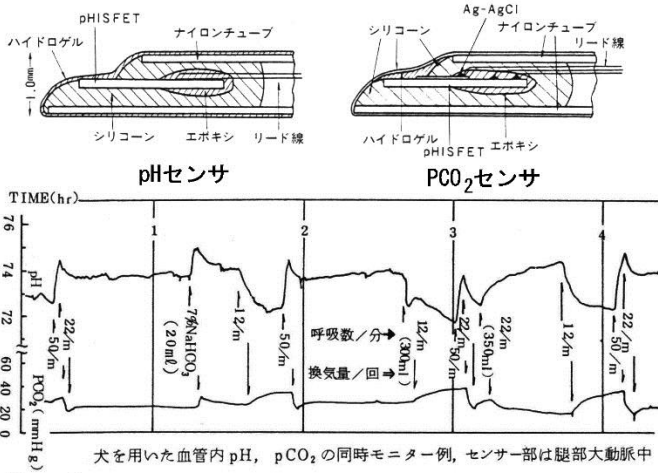 pHISFET
ハイドロゲル
ナイロンチューブ
1.0mm
シリコーン
エポキシ
リード線
pHセンサ
Ag-AgCl
シリコーン
ナイロンチューブ
リード線
ハイドロゲル
pHISFET
エポキシ
PCO₂センサ
TIME(hr)
1
2
3
4
76
74
72
pH
60
40
20
0
PCO₂(mmHg)
50/m
22/m
7%NaHCO₃
(20ml)
12/m
50/m
呼吸数/分→
換気量/回⇒
12/m
(300ml)
50/m
22/m
(350ml)
22/m
12/m
50/m
22/m
犬を用いた血管内pH, pCO₂の同時モニター例,センサー部は腿部大動脈中